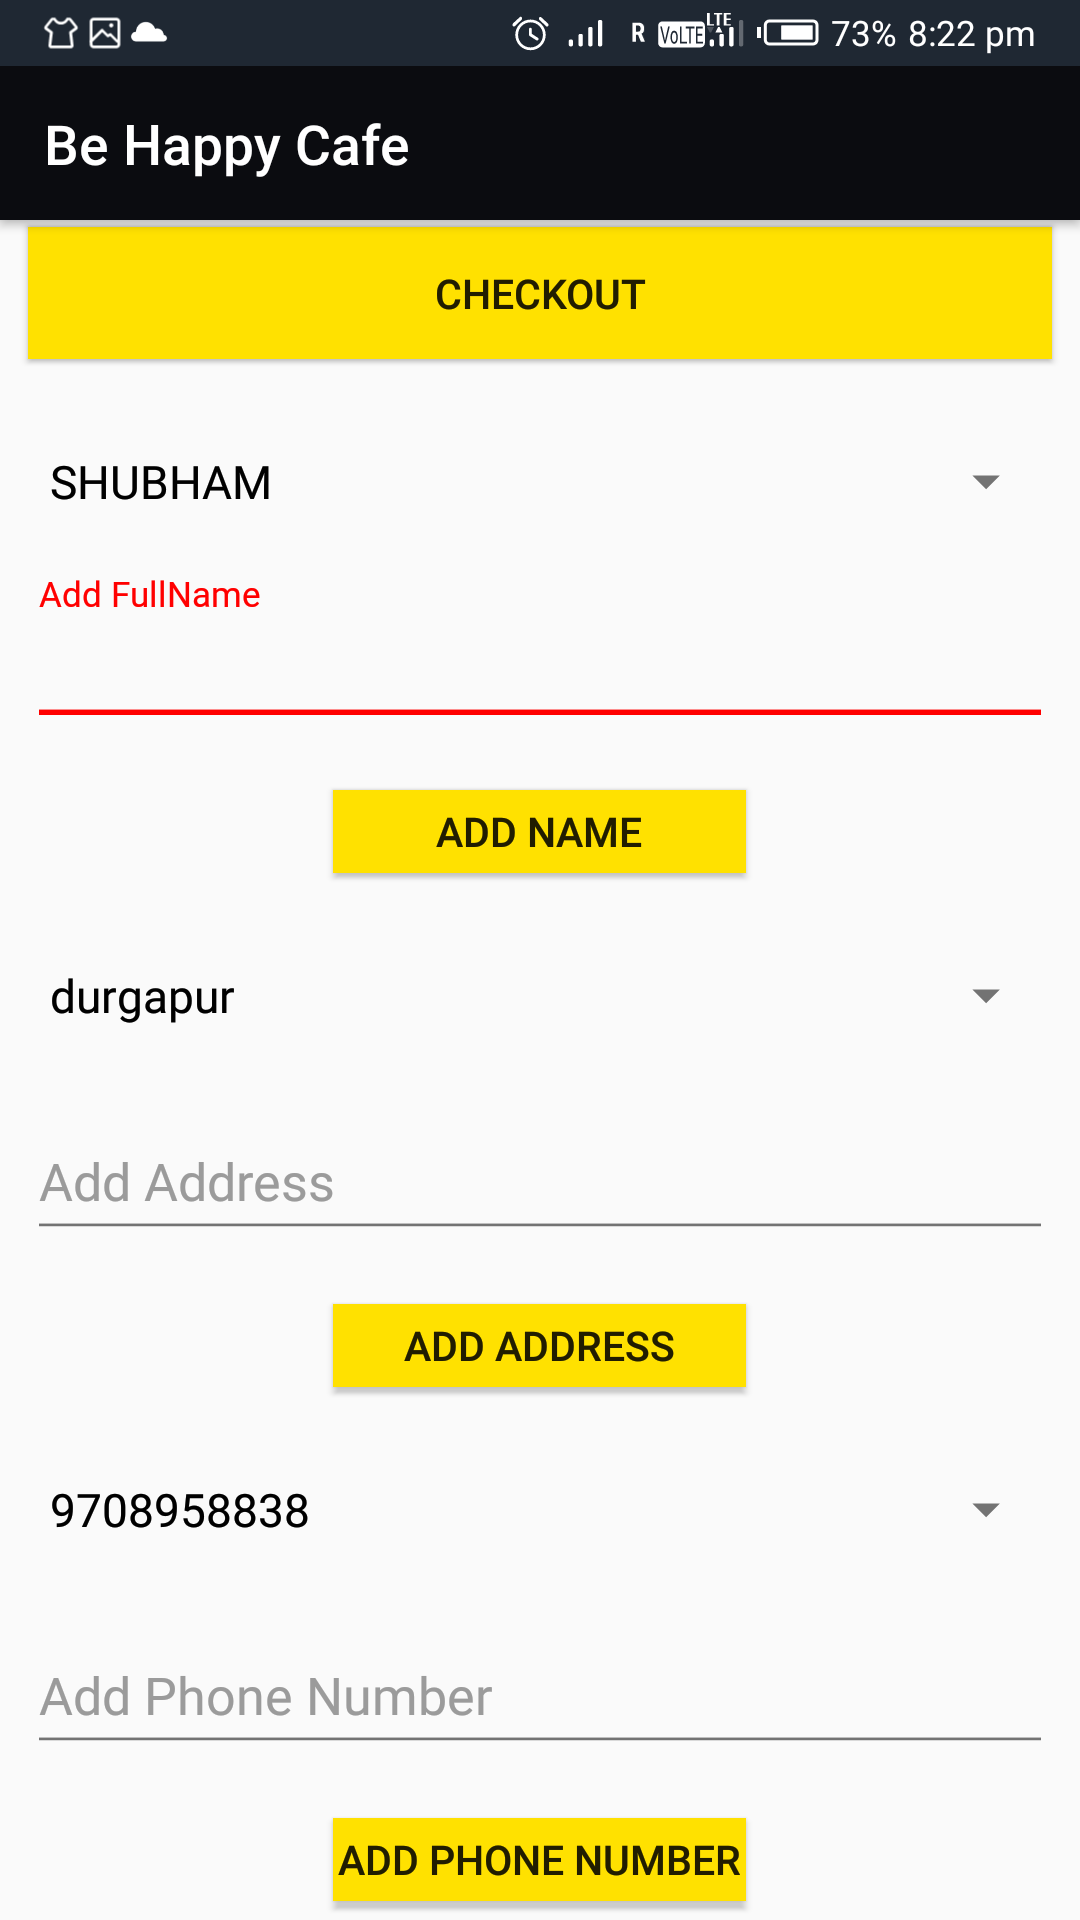 R VoLTE LTE 73% 8:22 pm
Be Happy Cafe
CHECKOUT
SHUBHAM
Add FullName
ADD NAME
durgapur
Add Address
ADD ADDRESS
9708958838
Add Phone Number
ADD PHONE NUMBER